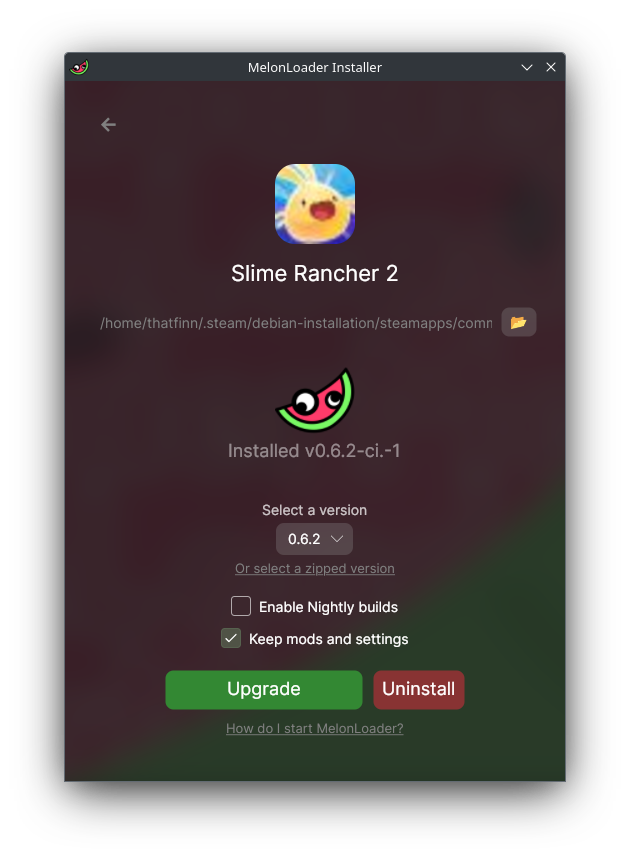 MelonLoader Installer
Slime Rancher 2
/home/thatfinn/.steam/debian-installation/steamapps/comm
Installed v0.6.2-ci.-1
Select a version
0.6.2
Or select a zipped version
Enable Nightly builds
Keep mods and settings
Upgrade Uninstall
How do I start MelonLoader?